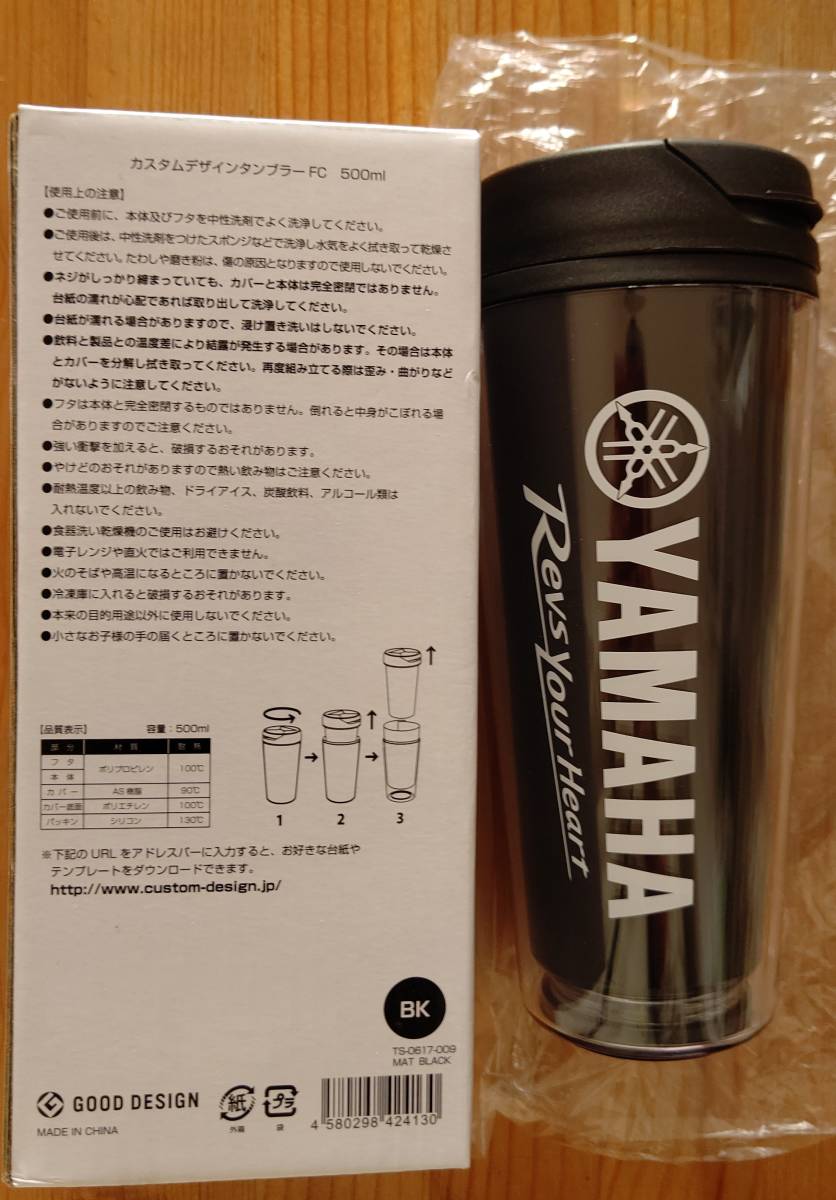 カスタムデザインタンブラー FC 500ml
【使用上の注意】
●ご使用前に、本体及びフタを中性洗剤でよく洗浄してください。
●ご使用後は、中性洗剤をつけたスポンジなどで洗浄し水気をよく拭き取って乾燥さ
せてください。たわしや磨き粉は、傷の原因となりますので使用しないでください。
●ネジがしっかり締まっていても、カバーと本体は完全密閉ではありません。
台紙の濡れが心配であれば取り出して洗浄してください。
●台紙が濡れる場合がありますので、浸け置き洗いはしないでください。
●飲料と製品との温度差により結露が発生する場合があります。その場合は本体
とカバーを分解し拭き取ってください。再度組み立てる際は歪み・曲がりなど
がないように注意してください。
●フタは本体と完全密閉するものではありません。倒れると中身がこぼれる場
合がありますのでご注意ください。
●強い衝撃を加えると、破損するおそれがあります。
●やけどのおそれがありますので熱い飲み物はご注意ください。
●耐熱温度以上の飲み物、ドライアイス、炭酸飲料、アルコール類は
入れないでください。
●食器洗い乾燥機のご使用はお避けください。
●電子レンジや直火ではご利用できません。
●火のそばや高温になるところに置かないでください。
●冷凍庫に入れると破損するおそれがあります。
●本来の目的用途以外に使用しないでください。
●小さなお子様の手の届くところに置かないでください。
【品質表示】 容量：500ml
部 分 材 質 耐 熱
フ タ
本 体
ポリプロピレン 100℃
カ バ ー AS 樹脂 90℃
カバー底面 ポリエチレン 100℃
パッキン シリコン 130℃
1 2 3
※下記の URL をアドレスバーに入力すると、お好きな台紙や
テンプレートをダウンロードできます。
http://www.custom-design.jp/
BK
TS-0617-009
MAT BLACK
GOOD DESIGN
MADE IN CHINA
紙
外箱
プラ
袋
4 580298 424130
YAMAHA
Revs Your Heart